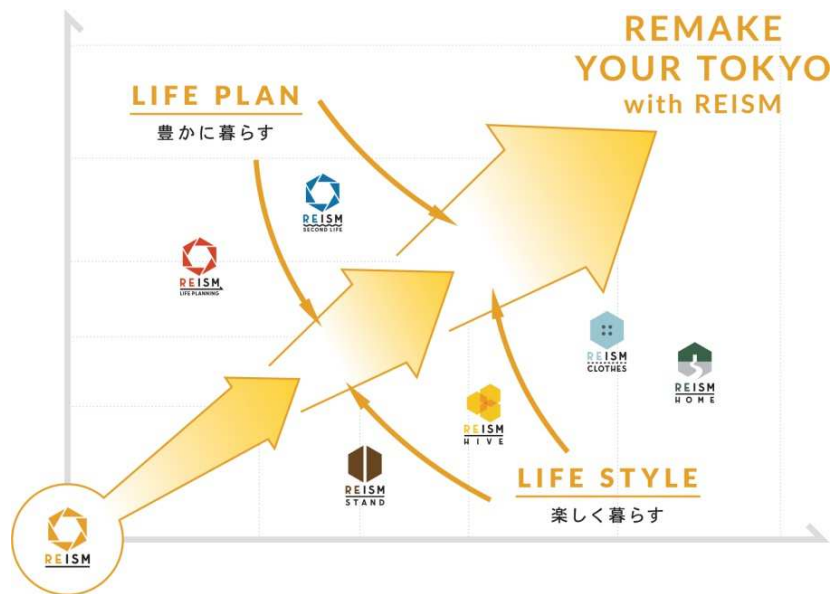 REMAKE
YOUR TOKYO
with REISM
LIFE PLAN
豊かに暮らす
REISM
SECOND LIFE
REISM
LIFE PLANNING
REISM
CLOTHES
REISM
HOME
REISM
HIVE
REISM
STAND
LIFE STYLE
楽しく暮らす
REISM